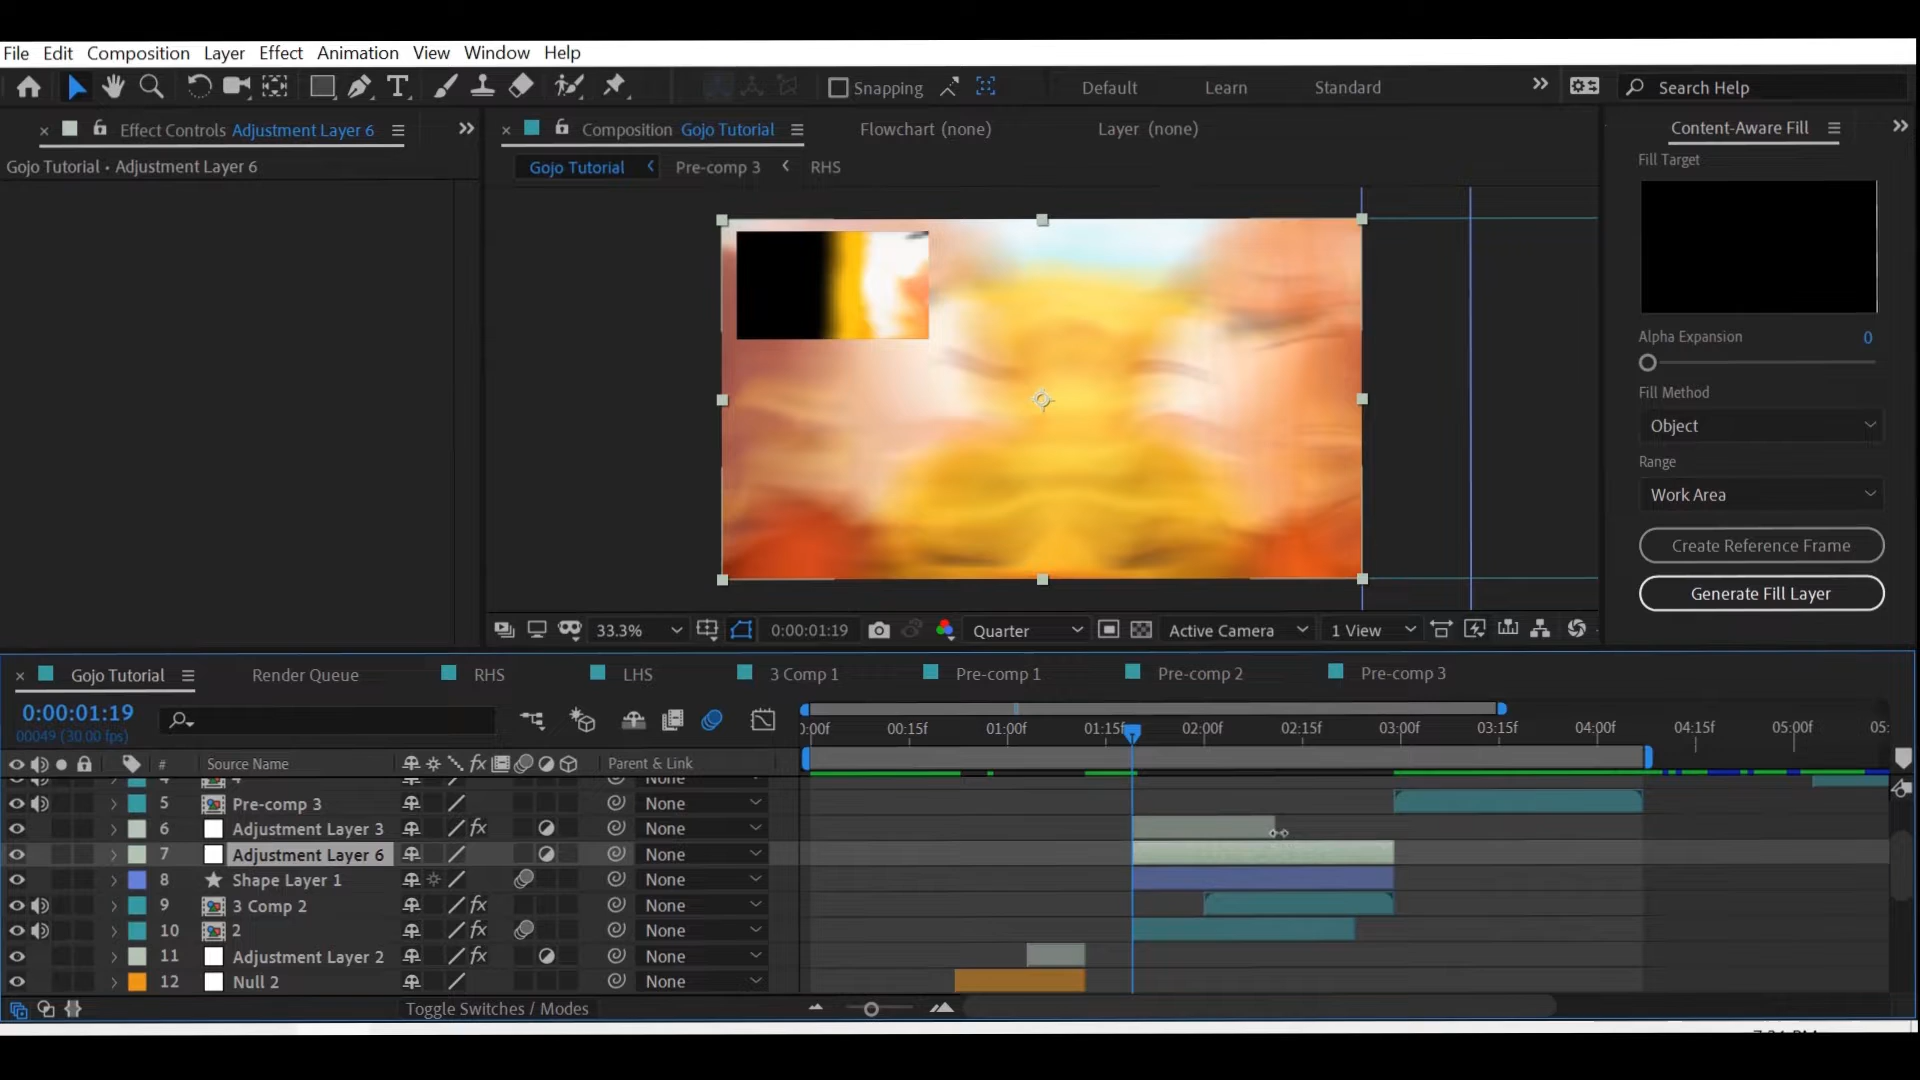 File Edit Composition Layer Effect Animation View Window Help
Snapping Default Learn Standard Search Help
Effect Controls Adjustment Layer 6
Composition Gojo Tutorial Flowchart (none) Layer (none)
Content-Aware Fill
Gojo Tutorial • Adjustment Layer 6
Gojo Tutorial Pre-comp 3 RHS
Fill Target
Alpha Expansion 0
Fill Method
Object
Range
Work Area
Create Reference Frame
Generate Fill Layer
33.3% 0:00:01:19 Quarter Active Camera 1 View
Gojo Tutorial Render Queue RHS LHS 3 Comp 1 Pre-comp 1 Pre-comp 2 Pre-comp 3
0:00:01:19
00049 (30.00 fps)
:00f 00:15f 01:00f 01:15f 02:00f 02:15f 03:00f 03:15f 04:00f 04:15f 05:00f 05:
# Source Name fx Parent & Link
5 Pre-comp 3 None
6 Adjustment Layer 3 fx None
7 Adjustment Layer 6 None
8 Shape Layer 1 None
9 3 Comp 2 fx None
10 2 None
11 Adjustment Layer 2 fx None
12 Null 2 None
Toggle Switches / Modes